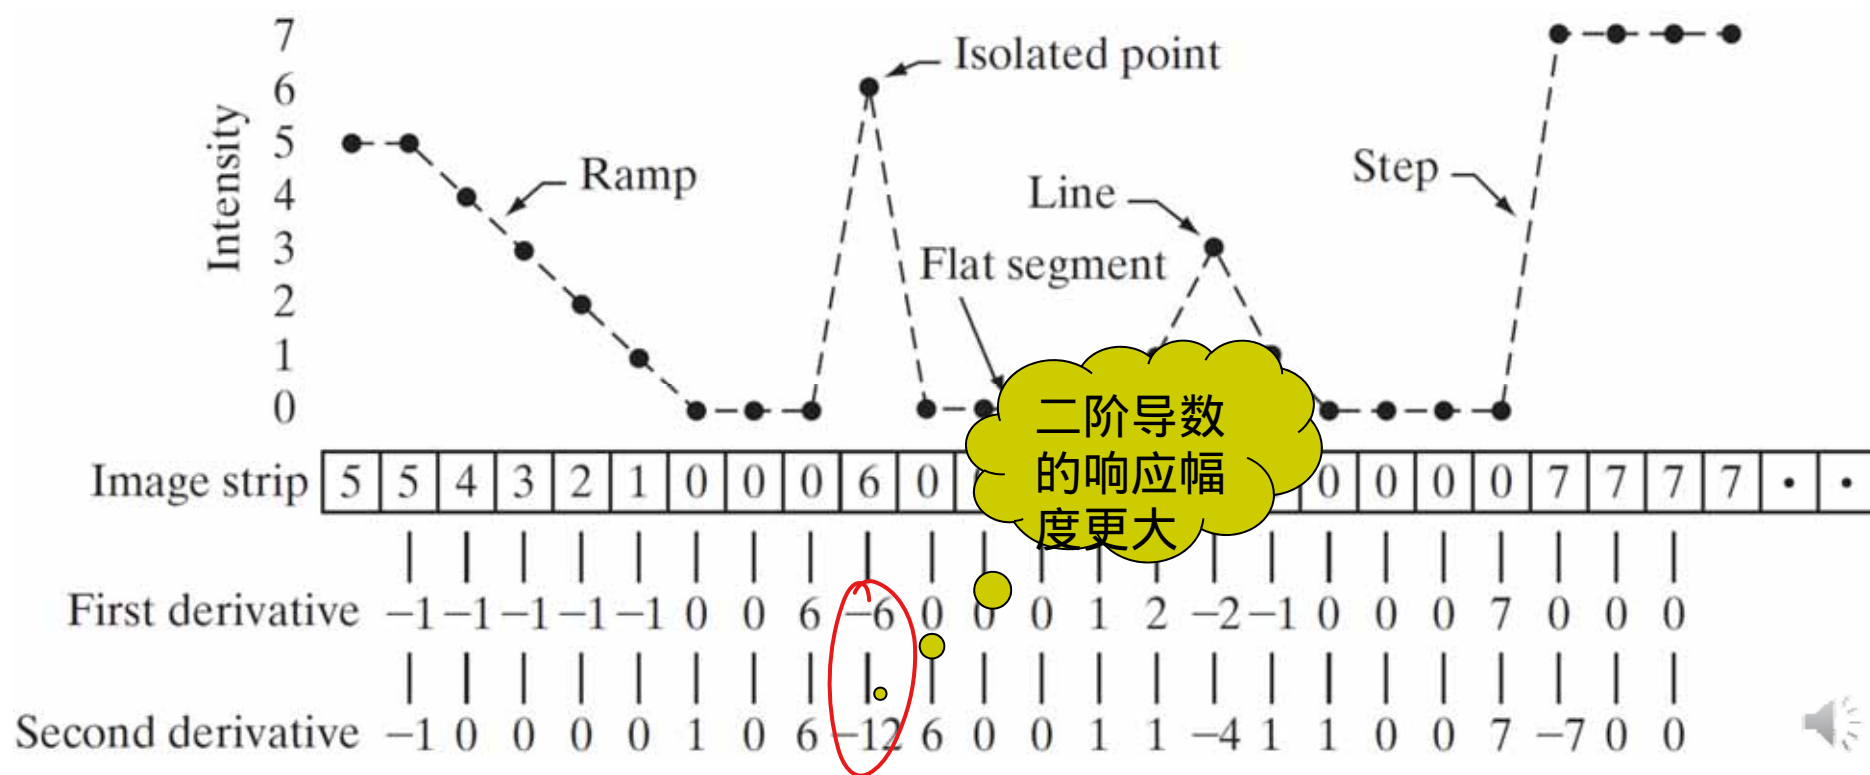 7
Isolated point
6
Intensity
5
Ramp
Step
4
Line
3
Flat segment
2
1
0
二阶导数
的响应幅
度更大
Image strip 5 5 4 3 2 1 0 0 0 6 0 0 0 0 0 7 7 7 7 • •
First derivative −1 −1 −1 −1 −1 0 0 6 −6 0 0 0 1 2 −2 −1 0 0 0 7 0 0 0
Second derivative −1 0 0 0 0 1 0 6 −12 6 0 0 1 1 −4 1 1 0 0 7 −7 0 0